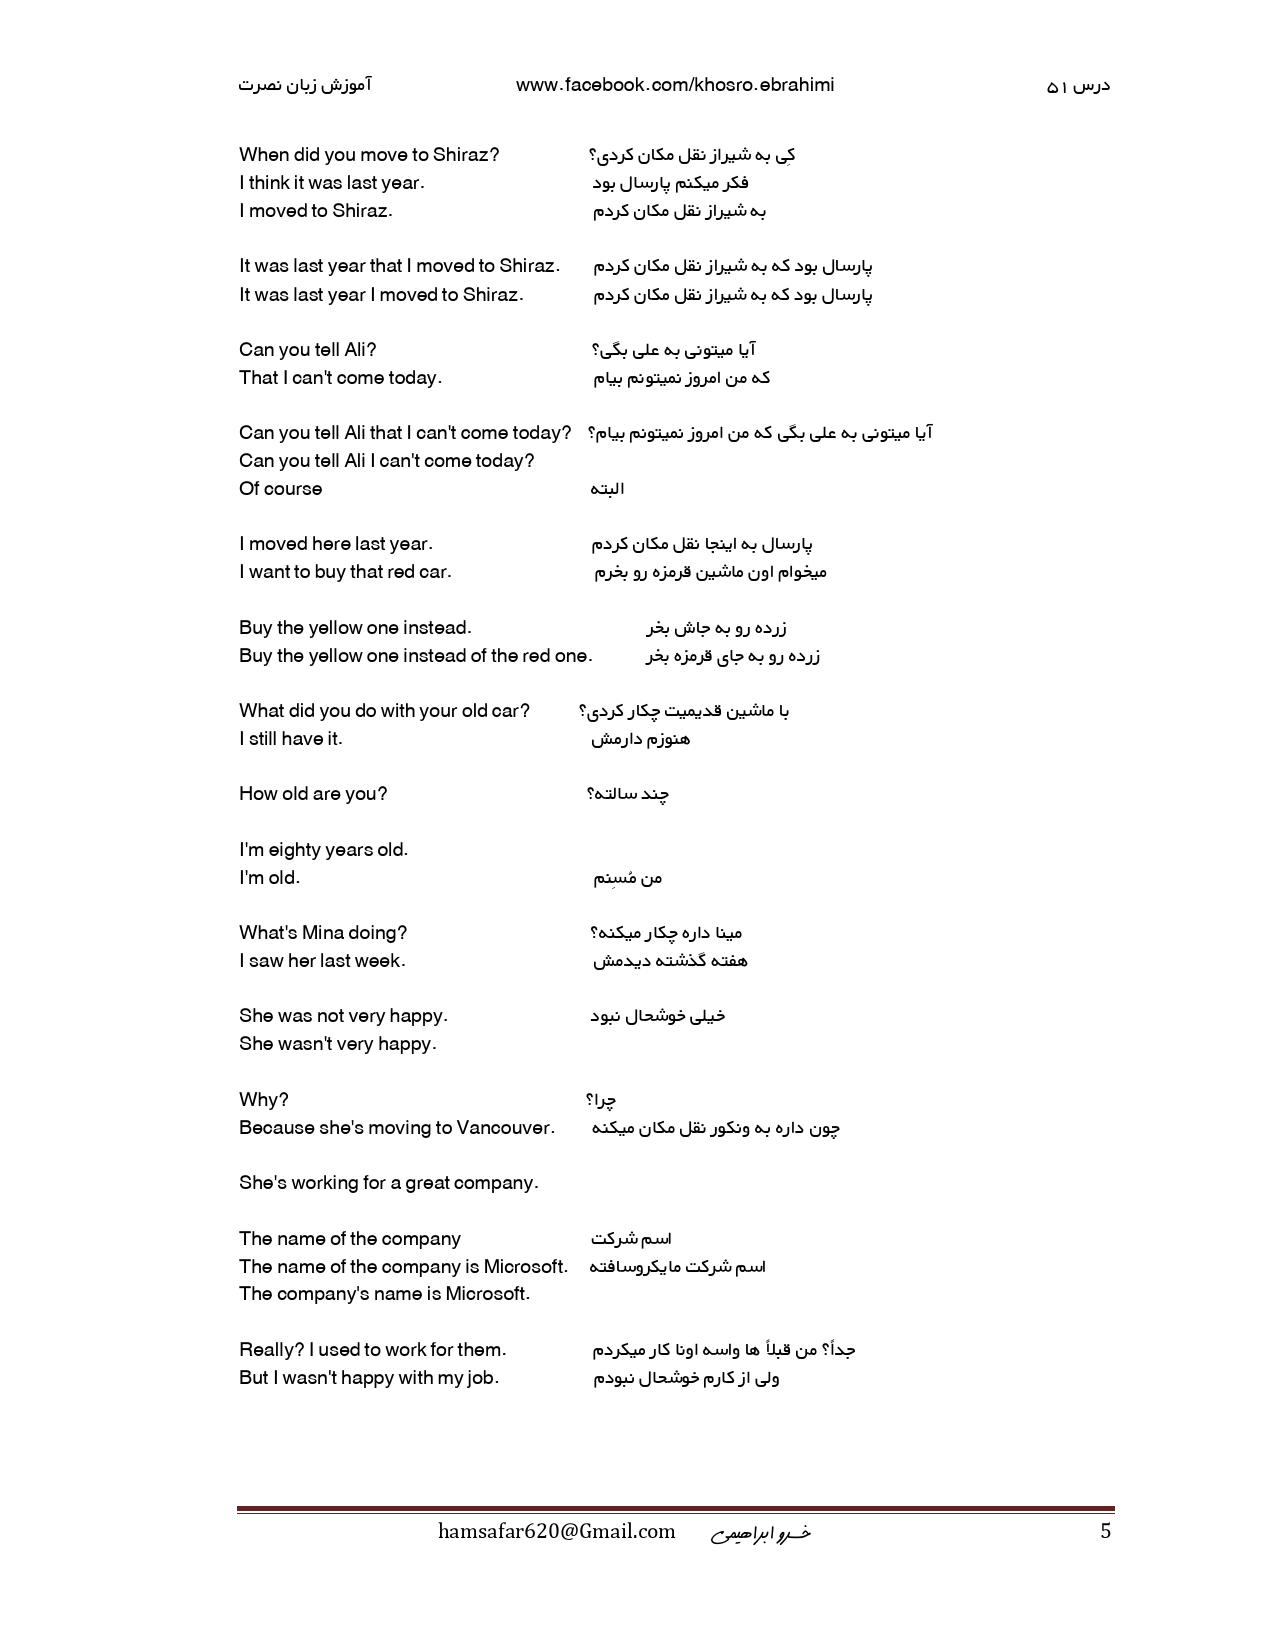 آموزش زبان نصرت www.facebook.com/khosro.ebrahimi درس ۵۱
When did you move to Shiraz? کِی به شیراز نقل مکان کردی؟
I think it was last year. فکر میکنم پارسال بود
I moved to Shiraz. به شیراز نقل مکان کردم
It was last year that I moved to Shiraz. پارسال بود که به شیراز نقل مکان کردم
It was last year I moved to Shiraz. پارسال بود که به شیراز نقل مکان کردم
Can you tell Ali? آیا میتونی به علی بگی؟
That I can't come today. که من امروز نمیتونم بیام
Can you tell Ali that I can't come today? آیا میتونی به علی بگی که من امروز نمیتونم بیام؟
Can you tell Ali I can't come today?
Of course البته
I moved here last year. پارسال به اینجا نقل مکان کردم
I want to buy that red car. میخوام اون ماشین قرمزه رو بخرم
Buy the yellow one instead. زرده رو به جاش بخر
Buy the yellow one instead of the red one. زرده رو به جای قرمزه بخر
What did you do with your old car? با ماشین قدیمیت چکار کردی؟
I still have it. هنوزم دارمش
How old are you? چند سالته؟
I'm eighty years old.
I'm old. من مُسِنم
What's Mina doing? مینا داره چکار میکنه؟
I saw her last week. هفته گذشته دیدمش
She was not very happy. خیلی خوشحال نبود
She wasn't very happy.
Why? چرا؟
Because she's moving to Vancouver. چون داره به ونکور نقل مکان میکنه
She's working for a great company.
The name of the company اسم شرکت
The name of the company is Microsoft. اسم شرکت مایکروسافته
The company's name is Microsoft.
Really? I used to work for them. جداً؟ من قبلاً ها واسه اونا کار میکردم
But I wasn't happy with my job. ولی از کارم خوشحال نبودم
hamsafar620@Gmail.com خسرو ابراهیمی 5